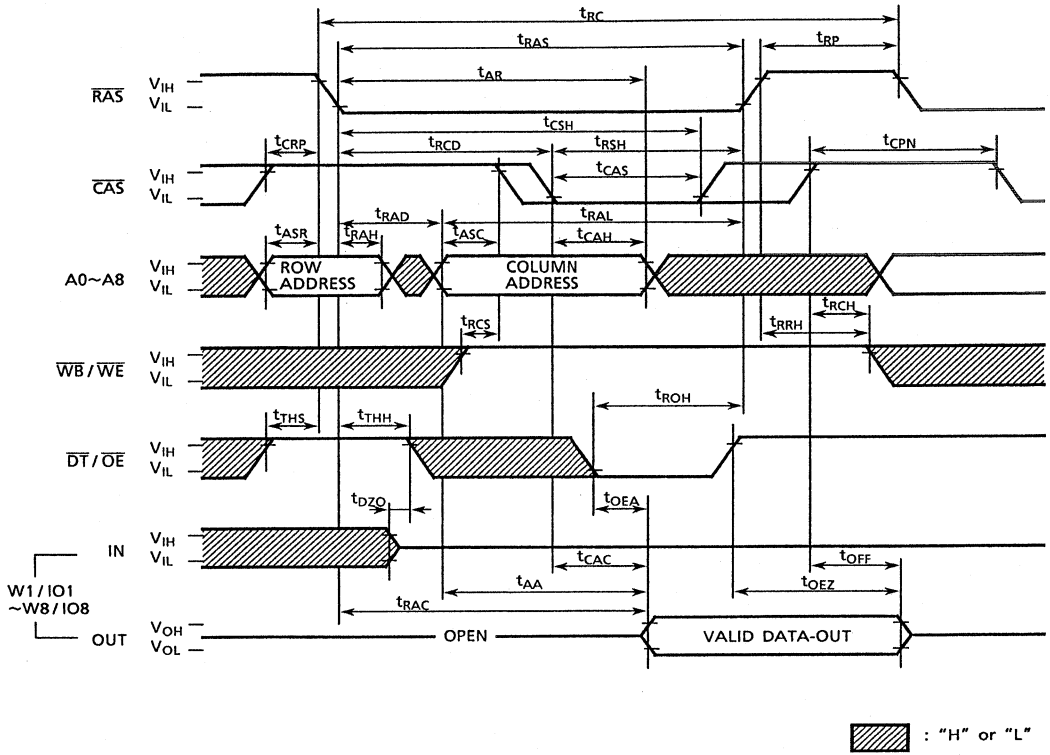 tRC
tRAS
tRP
tAR
RAS
VIH
VIL
tCSH
tCRP
tRCD
tRSH
tCPN
CAS
VIH
VIL
tCAS
tRAD
tRAL
tASR
tRAH
tASC
tCAH
A0~A8
VIH
VIL
ROW
ADDRESS
COLUMN
ADDRESS
tRCS
tRCH
tRRH
WB/WE
VIH
VIL
tROH
tTHS
tTHH
DT/OE
VIH
VIL
tDZO
tOEA
IN
VIH
VIL
tCAC
tOFF
W1/IO1
~W8/IO8
tAA
tOEZ
tRAC
OUT
VOH
VOL
OPEN
VALID DATA-OUT
: "H" or "L"